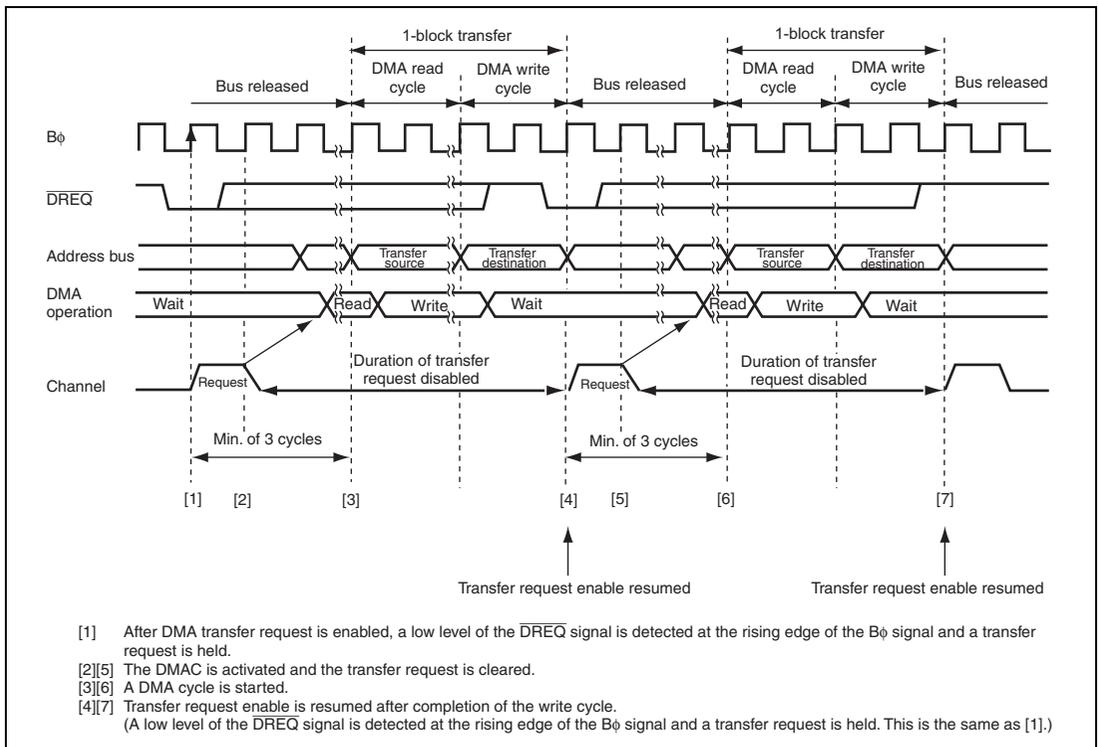 1-block transfer 1-block transfer
DMA read cycle DMA write cycle DMA read cycle DMA write cycle
Bus released Bus released Bus released
Bφ
DREQ
Address bus Transfer source Transfer destination Transfer source Transfer destination
DMA operation Wait Read Write Wait Read Write Wait
Channel Request Duration of transfer request disabled Request Duration of transfer request disabled
Min. of 3 cycles Min. of 3 cycles
[1] [2] [3] [4] [5] [6] [7]
Transfer request enable resumed Transfer request enable resumed
[1] After DMA transfer request is enabled, a low level of the DREQ signal is detected at the rising edge of the Bφ signal and a transfer
request is held.
[2][5] The DMAC is activated and the transfer request is cleared.
[3][6] A DMA cycle is started.
[4][7] Transfer request enable is resumed after completion of the write cycle.
(A low level of the DREQ signal is detected at the rising edge of the Bφ signal and a transfer request is held. This is the same as [1].)